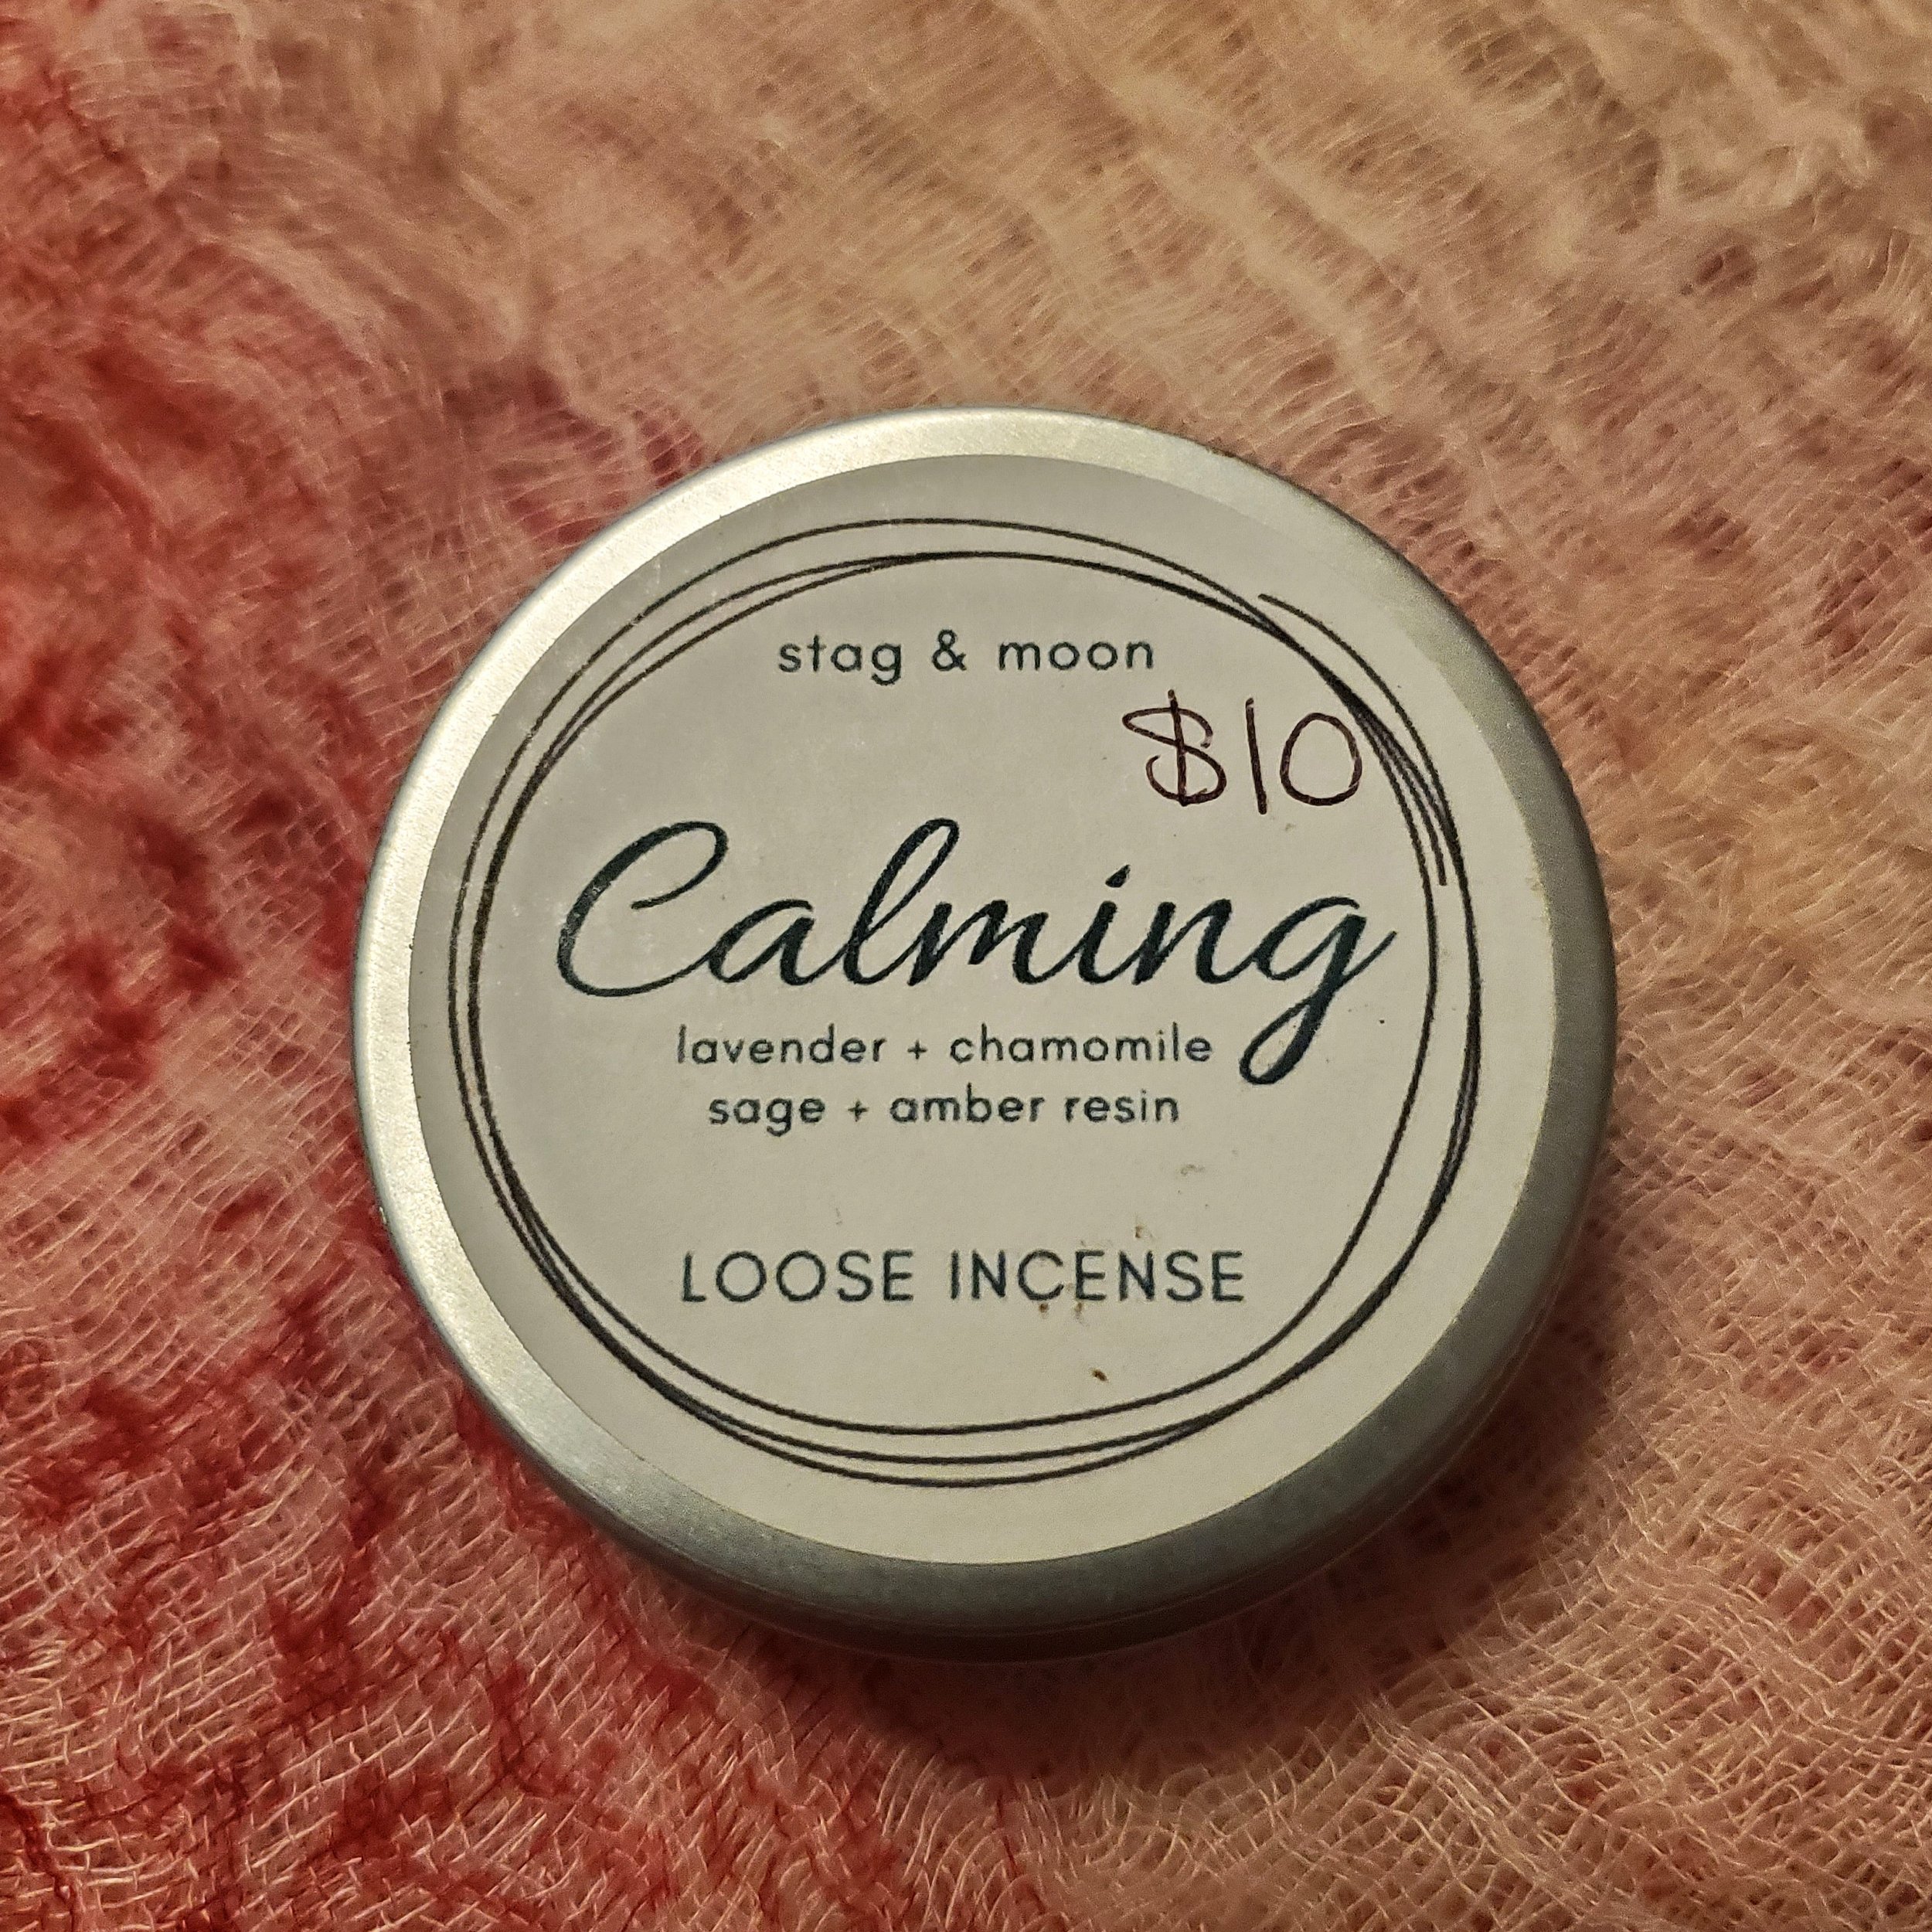 stag & moon
$10
Calming
lavender + chamomile
sage + amber resin
LOOSE INCENSE